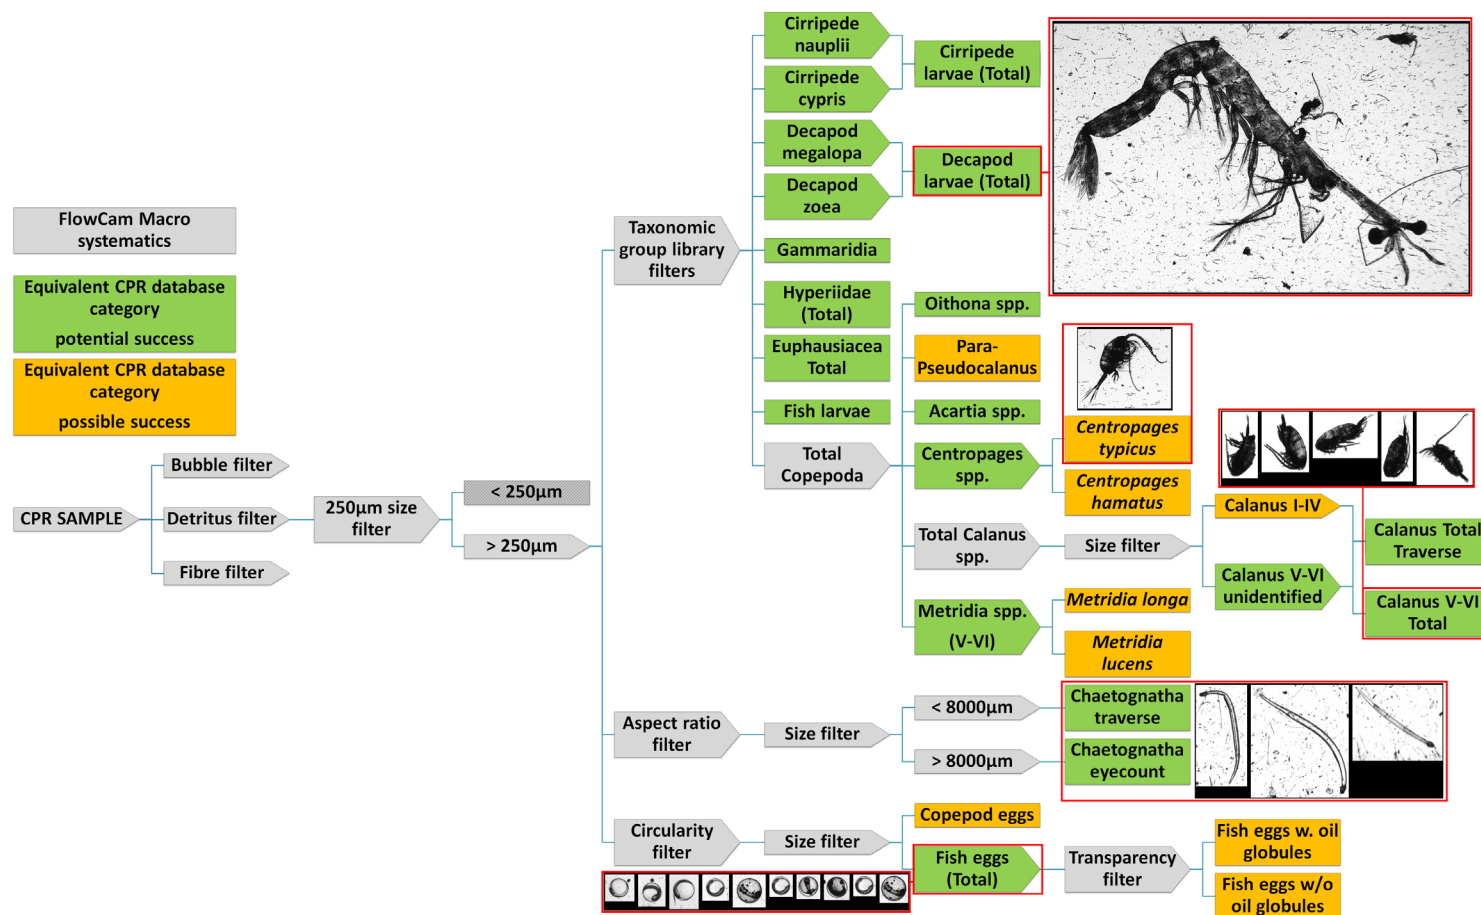 FlowCam Macro
systematics
Equivalent CPR database
category
potential success
Equivalent CPR database
category
possible success
CPR SAMPLE
Bubble filter
Detritus filter
Fibre filter
250µm size
filter
< 250µm
> 250µm
Taxonomic
group library
filters
Cirripede
nauplii
Cirripede
cypris
Cirripede
larvae (Total)
Decapod
megalopa
Decapod
zoea
Decapod
larvae (Total)
Gammaridia
Hyperiidae
(Total)
Euphausiacea
Total
Fish larvae
Total
Copepoda
Oithona spp.
Para-
Pseudocalanus
Acartia spp.
Centropages
spp.
Centropages
typicus
Centropages
hamatus
Total Calanus
spp.
Size filter
Calanus I-IV
Calanus V-VI
unidentified
Calanus Total
Traverse
Calanus V-VI
Total
Metridia spp.
(V-VI)
Metridia longa
Metridia
lucens
Aspect ratio
filter
Size filter
< 8000µm
> 8000µm
Chaetognatha
traverse
Chaetognatha
eyecount
Circularity
filter
Size filter
Copepod eggs
Fish eggs
(Total)
Transparency
filter
Fish eggs w. oil
globules
Fish eggs w/o
oil globules